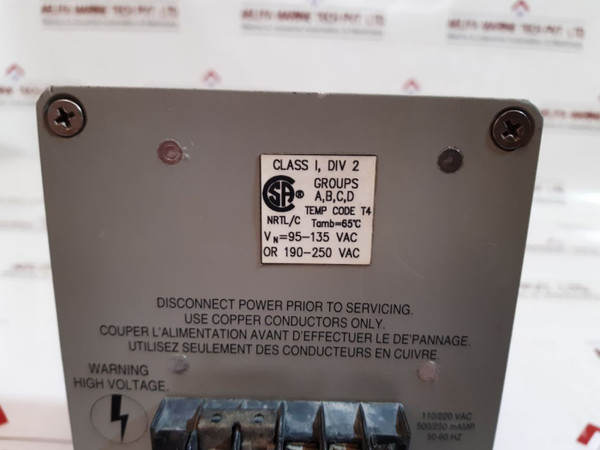 CLASS I, DIV 2
GROUPS
A,B,C,D
SA ®
TEMP CODE T4
NRTL/C Tamb=65°C
VN=95-135 VAC
OR 190-250 VAC
DISCONNECT POWER PRIOR TO SERVICING.
USE COPPER CONDUCTORS ONLY.
COUPER L'ALIMENTATION AVANT D'EFFECTUER LE DE'PANNAGE.
UTILISEZ SEULEMENT DES CONDUCTEURS EN CUIVRE.
WARNING
HIGH VOLTAGE.
110/220 VAC
500/250 mAMP
50-60 HZ